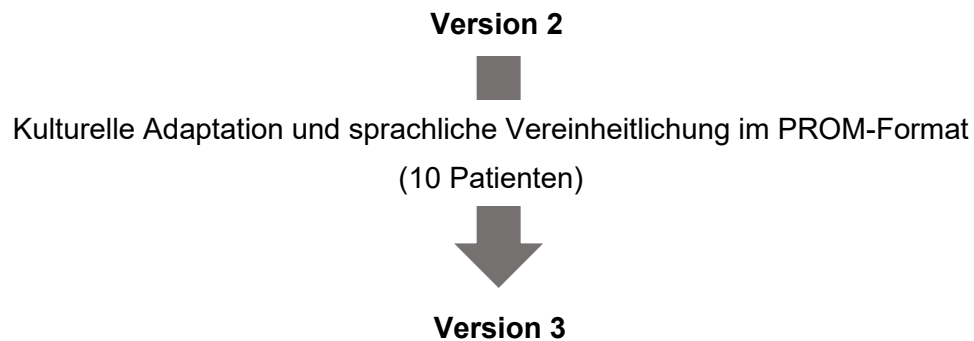 Version 2
Kulturelle Adaptation und sprachliche Vereinheitlichung im PROM-Format
(10 Patienten)
Version 3